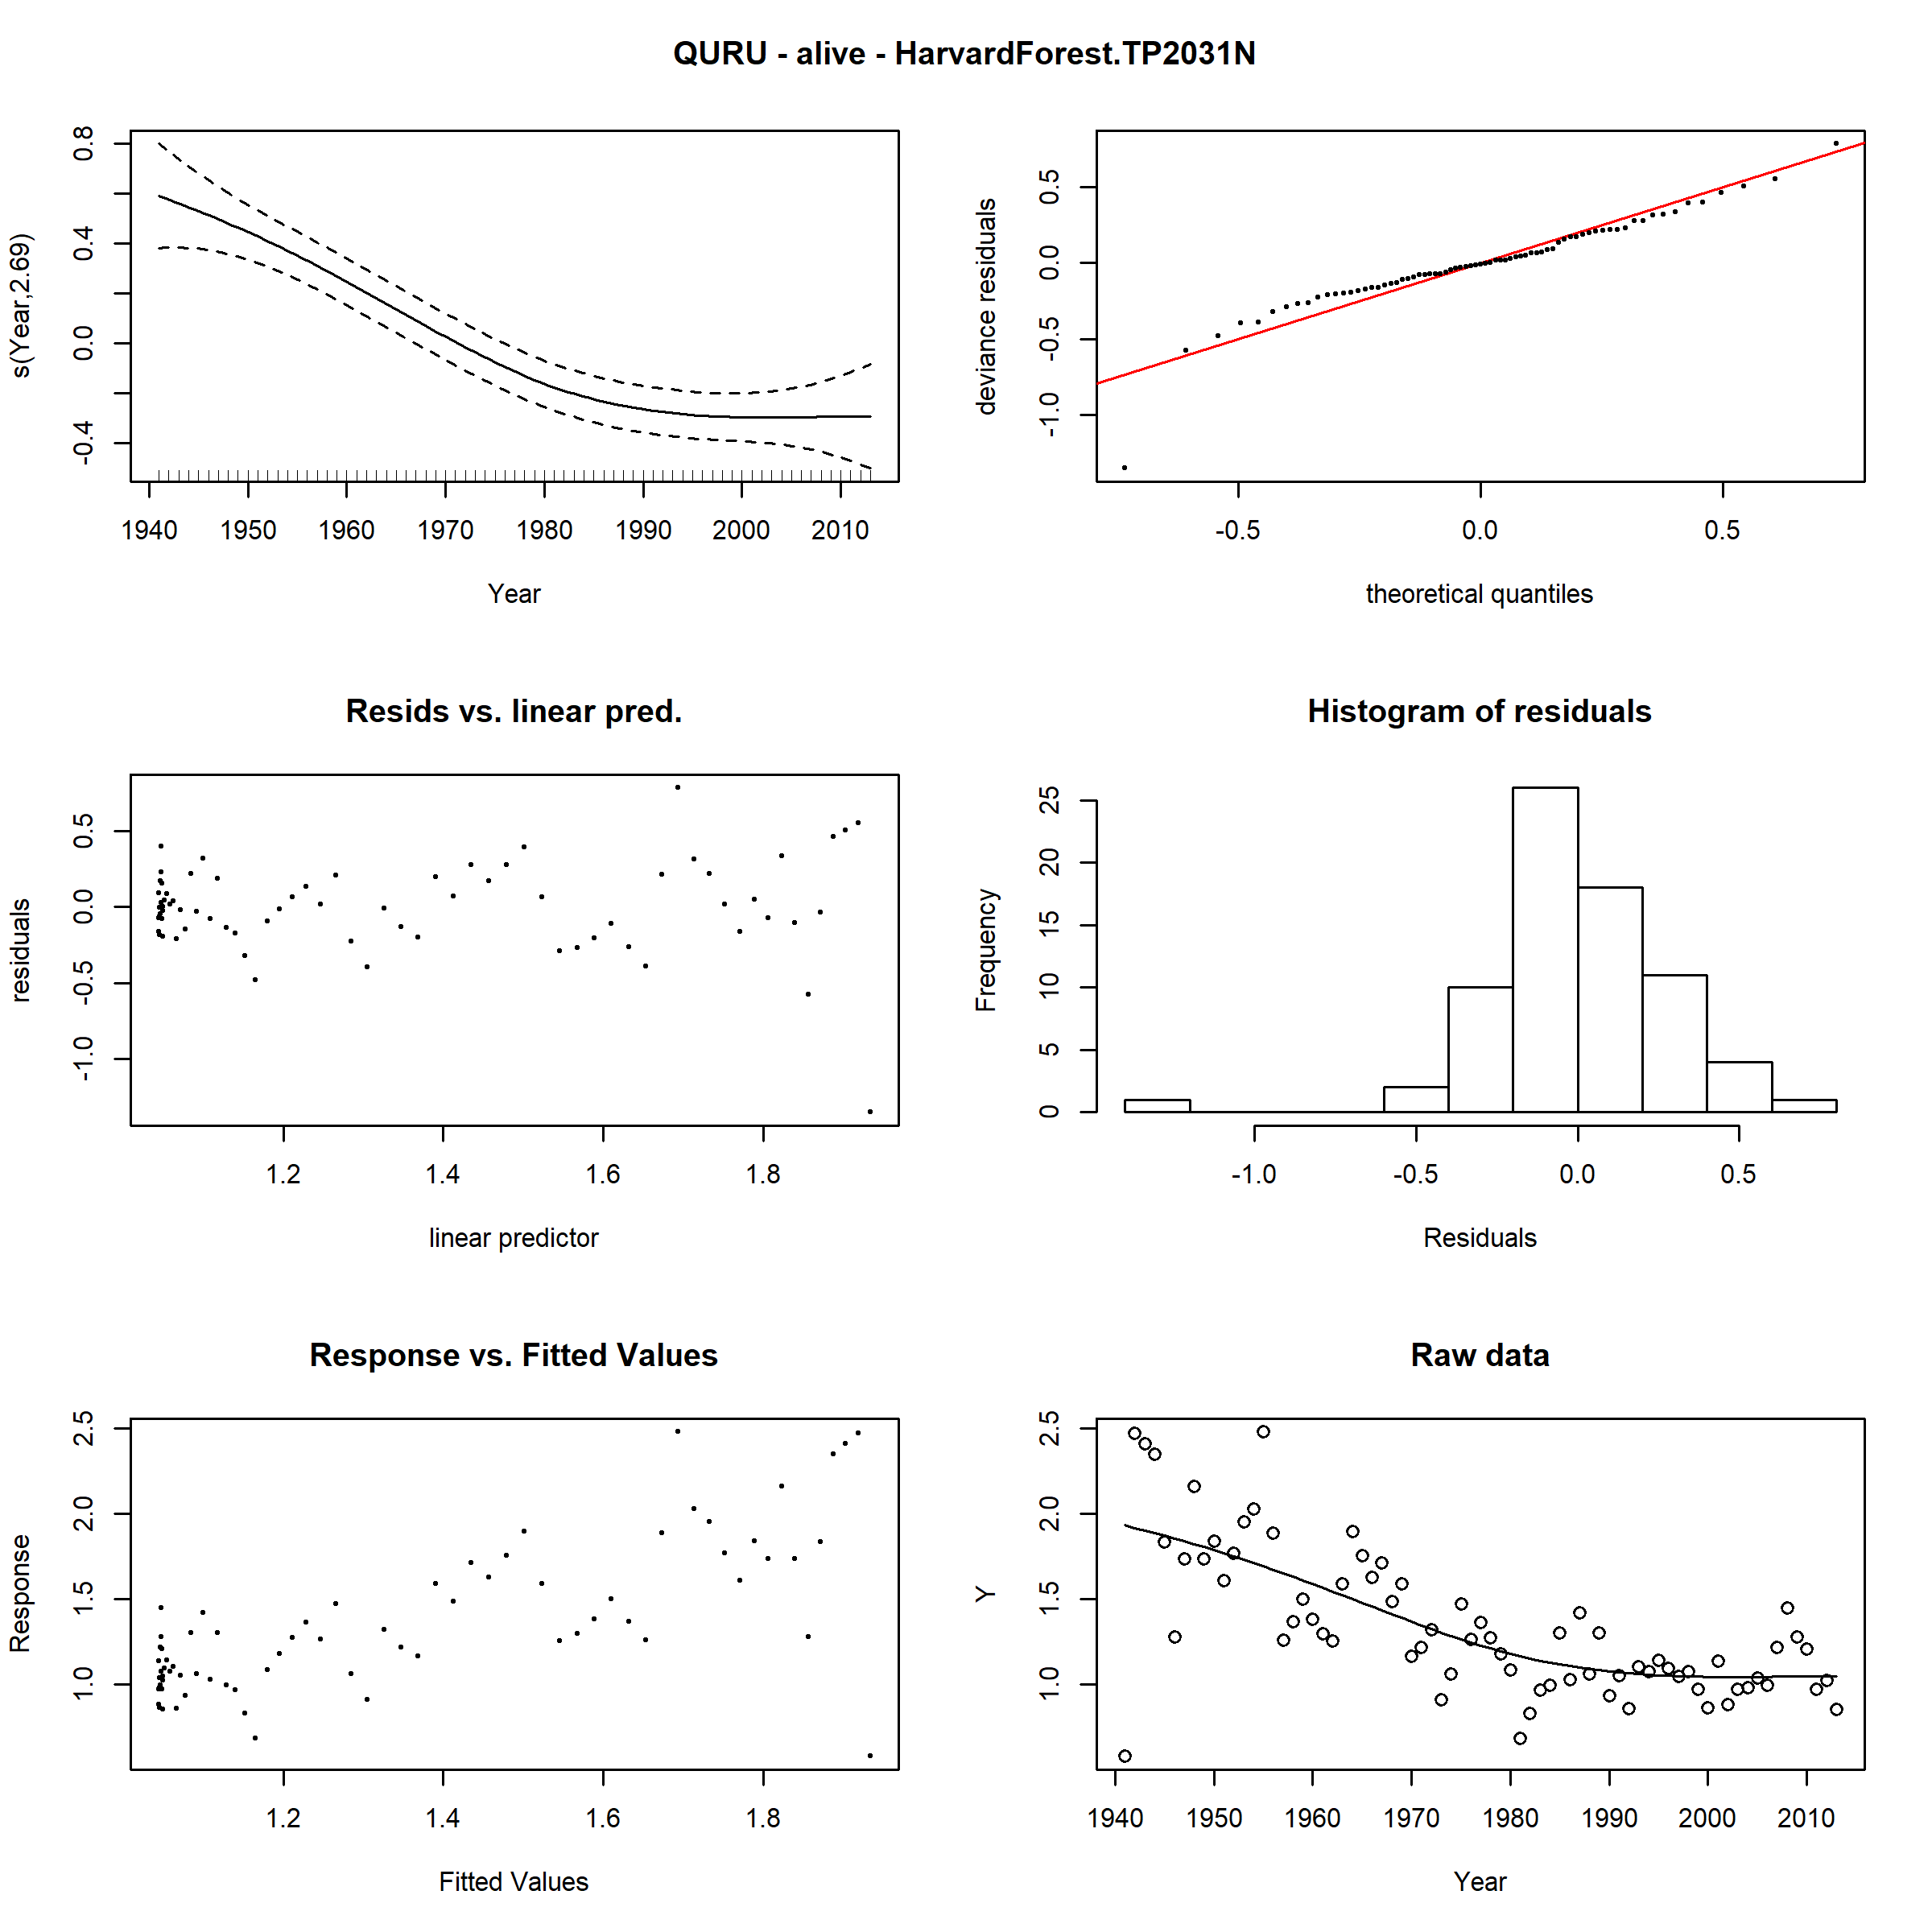 QURU - alive - HarvardForest.TP2031N
s(Year,2.69)
-0.4 0.0 0.4 0.8
1940 1950 1960 1970 1980 1990 2000 2010
Year
deviance residuals
-1.0 -0.5 0.0 0.5
-0.5 0.0 0.5
theoretical quantiles
Resids vs. linear pred.
residuals
-1.0 -0.5 0.0 0.5
1.2 1.4 1.6 1.8
linear predictor
Histogram of residuals
Frequency
0 5 10 15 20 25
-1.0 -0.5 0.0 0.5
Residuals
Response vs. Fitted Values
Response
1.0 1.5 2.0 2.5
1.2 1.4 1.6 1.8
Fitted Values
Raw data
Y
1.0 1.5 2.0 2.5
1940 1950 1960 1970 1980 1990 2000 2010
Year